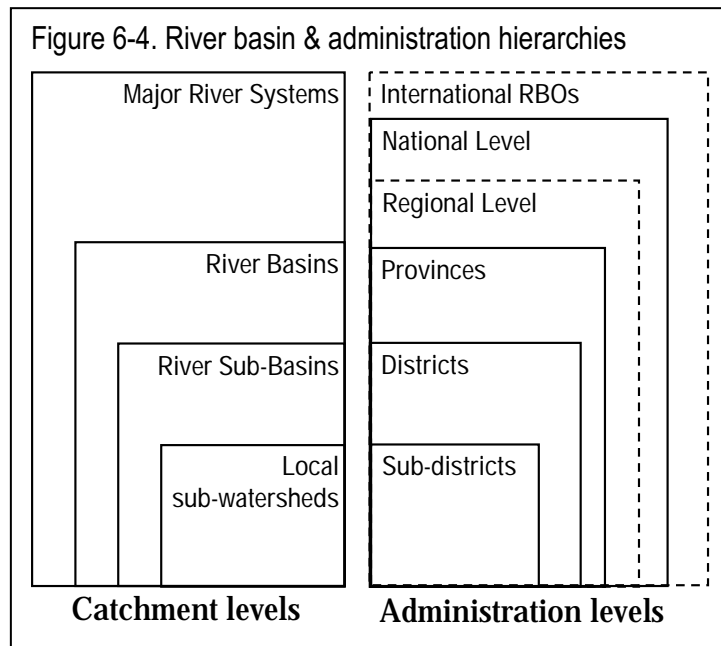 Figure 6-4. River basin & administration hierarchies
Major River Systems
River Basins
River Sub-Basins
Local
sub-watersheds
Catchment levels
International RBOs
National Level
Regional Level
Provinces
Districts
Sub-districts
Administration levels